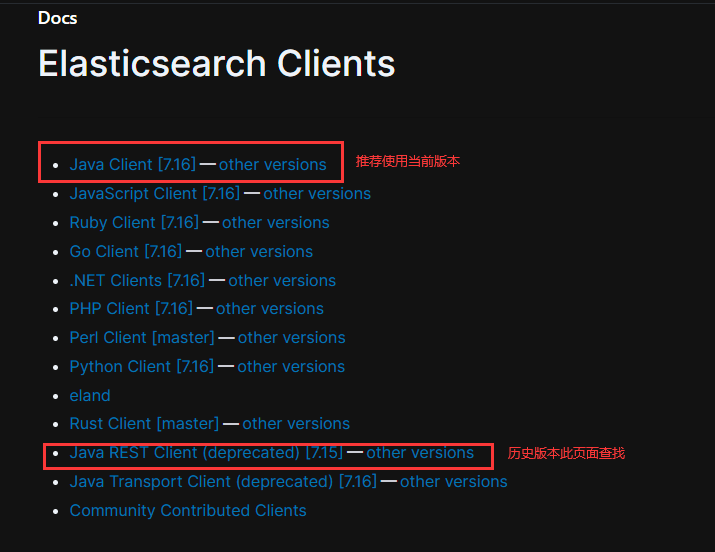 Docs
Elasticsearch Clients
Java Client [7.16] — other versions 推荐使用当前版本
JavaScript Client [7.16] — other versions
Ruby Client [7.16] — other versions
Go Client [7.16] — other versions
.NET Clients [7.16] — other versions
PHP Client [7.16] — other versions
Perl Client [master] — other versions
Python Client [7.16] — other versions
eland
Rust Client [master] — other versions
Java REST Client (deprecated) [7.15] — other versions 历史版本此页面查找
Java Transport Client (deprecated) [7.16] — other versions
Community Contributed Clients